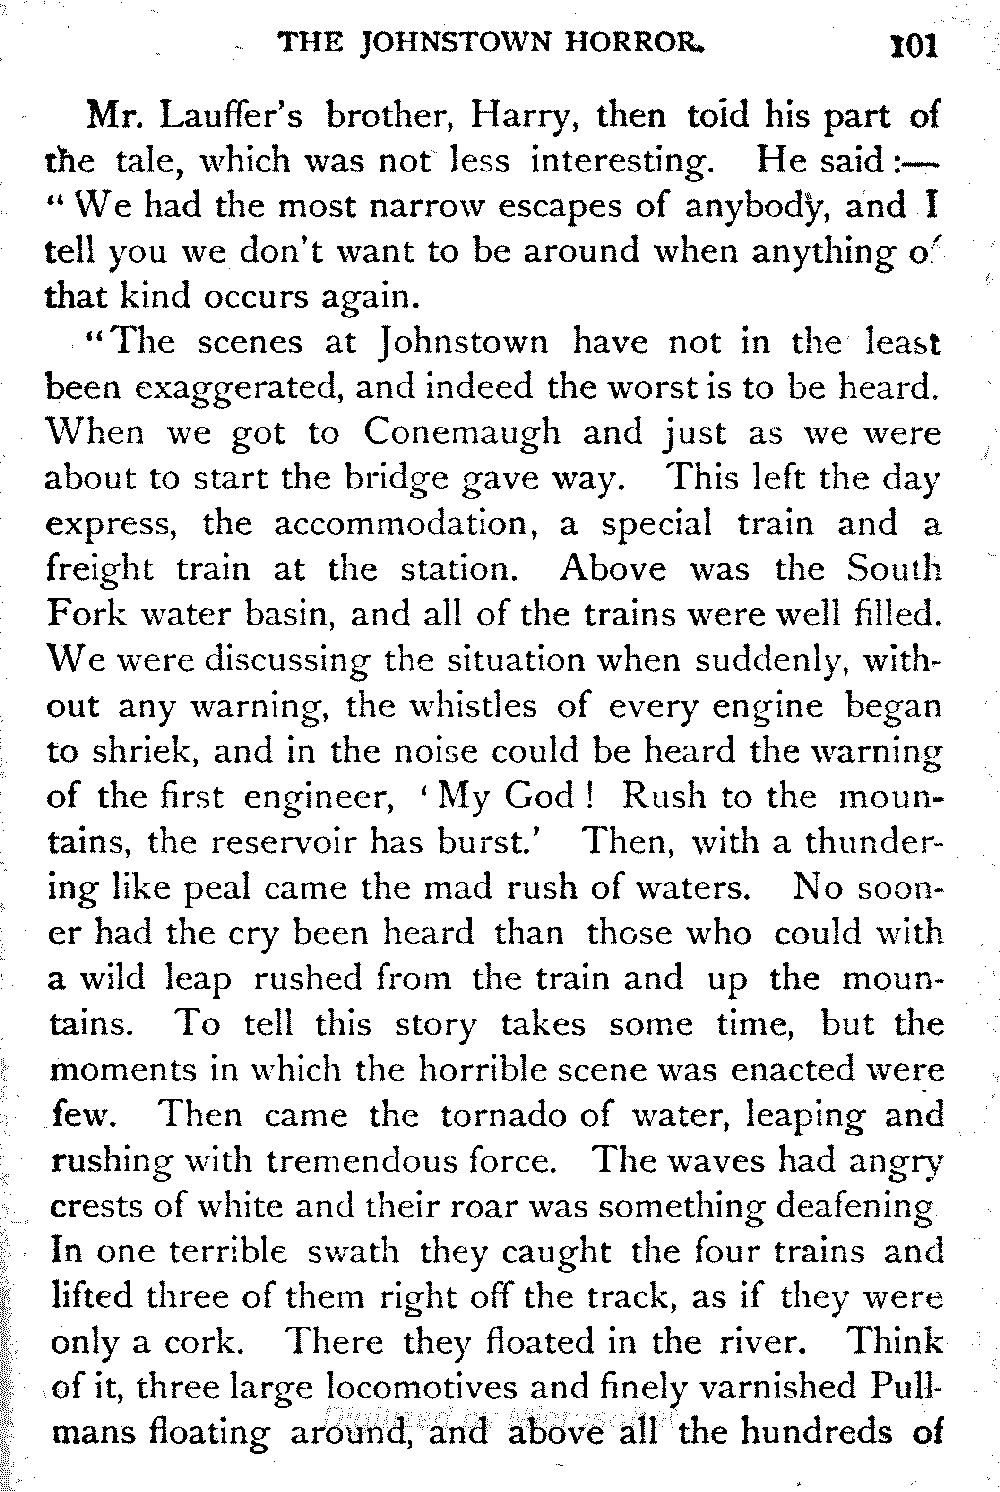 THE JOHNSTOWN HORROR. 101
Mr. Lauffer's brother, Harry, then told his part of
the tale, which was not less interesting. He said:—
“We had the most narrow escapes of anybody, and I
tell you we don't want to be around when anything of
that kind occurs again.
“The scenes at Johnstown have not in the least
been exaggerated, and indeed the worst is to be heard.
When we got to Conemaugh and just as we were
about to start the bridge gave way. This left the day
express, the accommodation, a special train and a
freight train at the station. Above was the South
Fork water basin, and all of the trains were well filled.
We were discussing the situation when suddenly, with-
out any warning, the whistles of every engine began
to shriek, and in the noise could be heard the warning
of the first engineer, ‘My God! Rush to the moun-
tains, the reservoir has burst.’ Then, with a thunder-
ing like peal came the mad rush of waters. No soon-
er had the cry been heard than those who could with
a wild leap rushed from the train and up the moun-
tains. To tell this story takes some time, but the
moments in which the horrible scene was enacted were
few. Then came the tornado of water, leaping and
rushing with tremendous force. The waves had angry
crests of white and their roar was something deafening
In one terrible swath they caught the four trains and
lifted three of them right off the track, as if they were
only a cork. There they floated in the river. Think
of it, three large locomotives and finely varnished Pull-
mans floating around, and above all the hundreds of